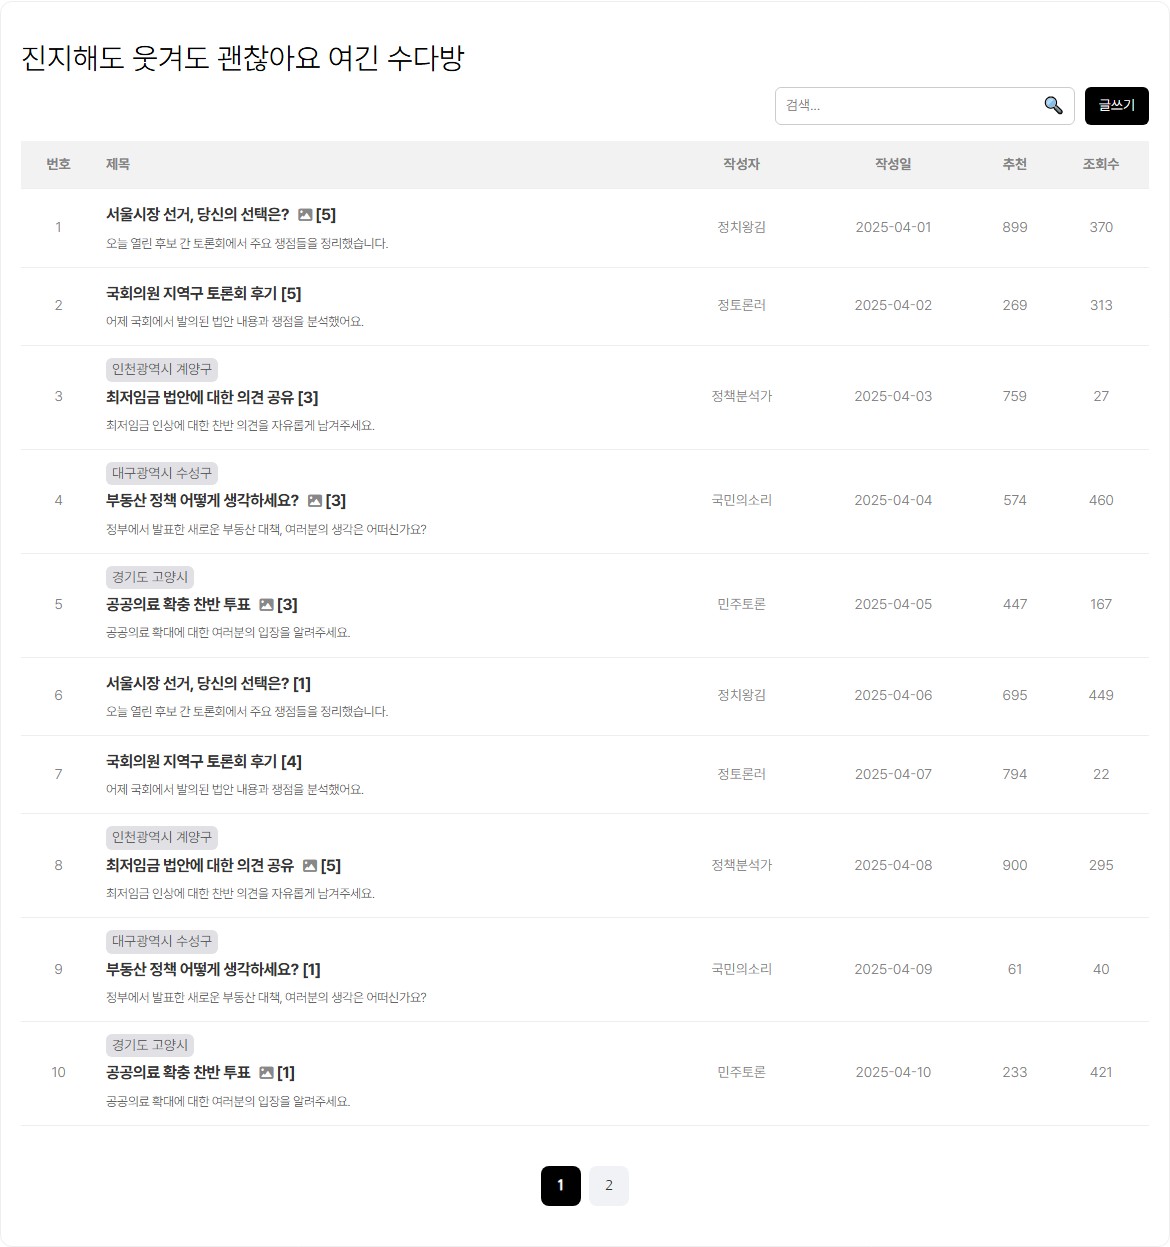 진지해도 웃겨도 괜찮아요 여긴 수다방
검색... 글쓰기
번호 제목 작성자 작성일 추천 조회수
서울시장 선거, 당신의 선택은? [5]
1 정치왕김 2025-04-01 899 370
오늘 열린 후보 간 토론회에서 주요 쟁점들을 정리했습니다.
국회의원 지역구 토론회 후기 [5]
2 정토론러 2025-04-02 269 313
어제 국회에서 발의된 법안 내용과 쟁점을 분석했어요.
인천광역시 계양구
3 최저임금 법안에 대한 의견 공유 [3] 정책분석가 2025-04-03 759 27
최저임금 인상에 대한 찬반 의견을 자유롭게 남겨주세요.
대구광역시 수성구
4 부동산 정책 어떻게 생각하세요? [3] 국민의소리 2025-04-04 574 460
정부에서 발표한 새로운 부동산 대책, 여러분의 생각은 어떠신가요?
경기도 고양시
5 공공의료 확충 찬반 투표 [3] 민주토론 2025-04-05 447 167
공공의료 확대에 대한 여러분의 입장을 알려주세요.
서울시장 선거, 당신의 선택은? [1]
6 정치왕김 2025-04-06 695 449
오늘 열린 후보 간 토론회에서 주요 쟁점들을 정리했습니다.
국회의원 지역구 토론회 후기 [4]
7 정토론러 2025-04-07 794 22
어제 국회에서 발의된 법안 내용과 쟁점을 분석했어요.
인천광역시 계양구
8 최저임금 법안에 대한 의견 공유 [5] 정책분석가 2025-04-08 900 295
최저임금 인상에 대한 찬반 의견을 자유롭게 남겨주세요.
대구광역시 수성구
9 부동산 정책 어떻게 생각하세요? [1] 국민의소리 2025-04-09 61 40
정부에서 발표한 새로운 부동산 대책, 여러분의 생각은 어떠신가요?
경기도 고양시
10 공공의료 확충 찬반 투표 [1] 민주토론 2025-04-10 233 421
공공의료 확대에 대한 여러분의 입장을 알려주세요.
1 2